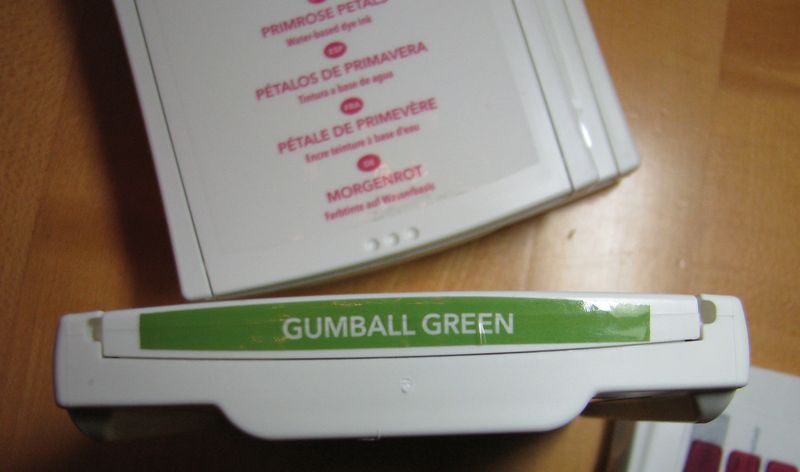 PRIMROSE PETALS
Water-based dye ink
ESP
PÉTALOS DE PRIMAVERA
Tintura a base de agua
FRA
PÉTALE DE PRIMEVÈRE
Encre teinture à base d'eau
DE
MORGENROT
Farbtinte auf Wasserbasis
GUMBALL GREEN